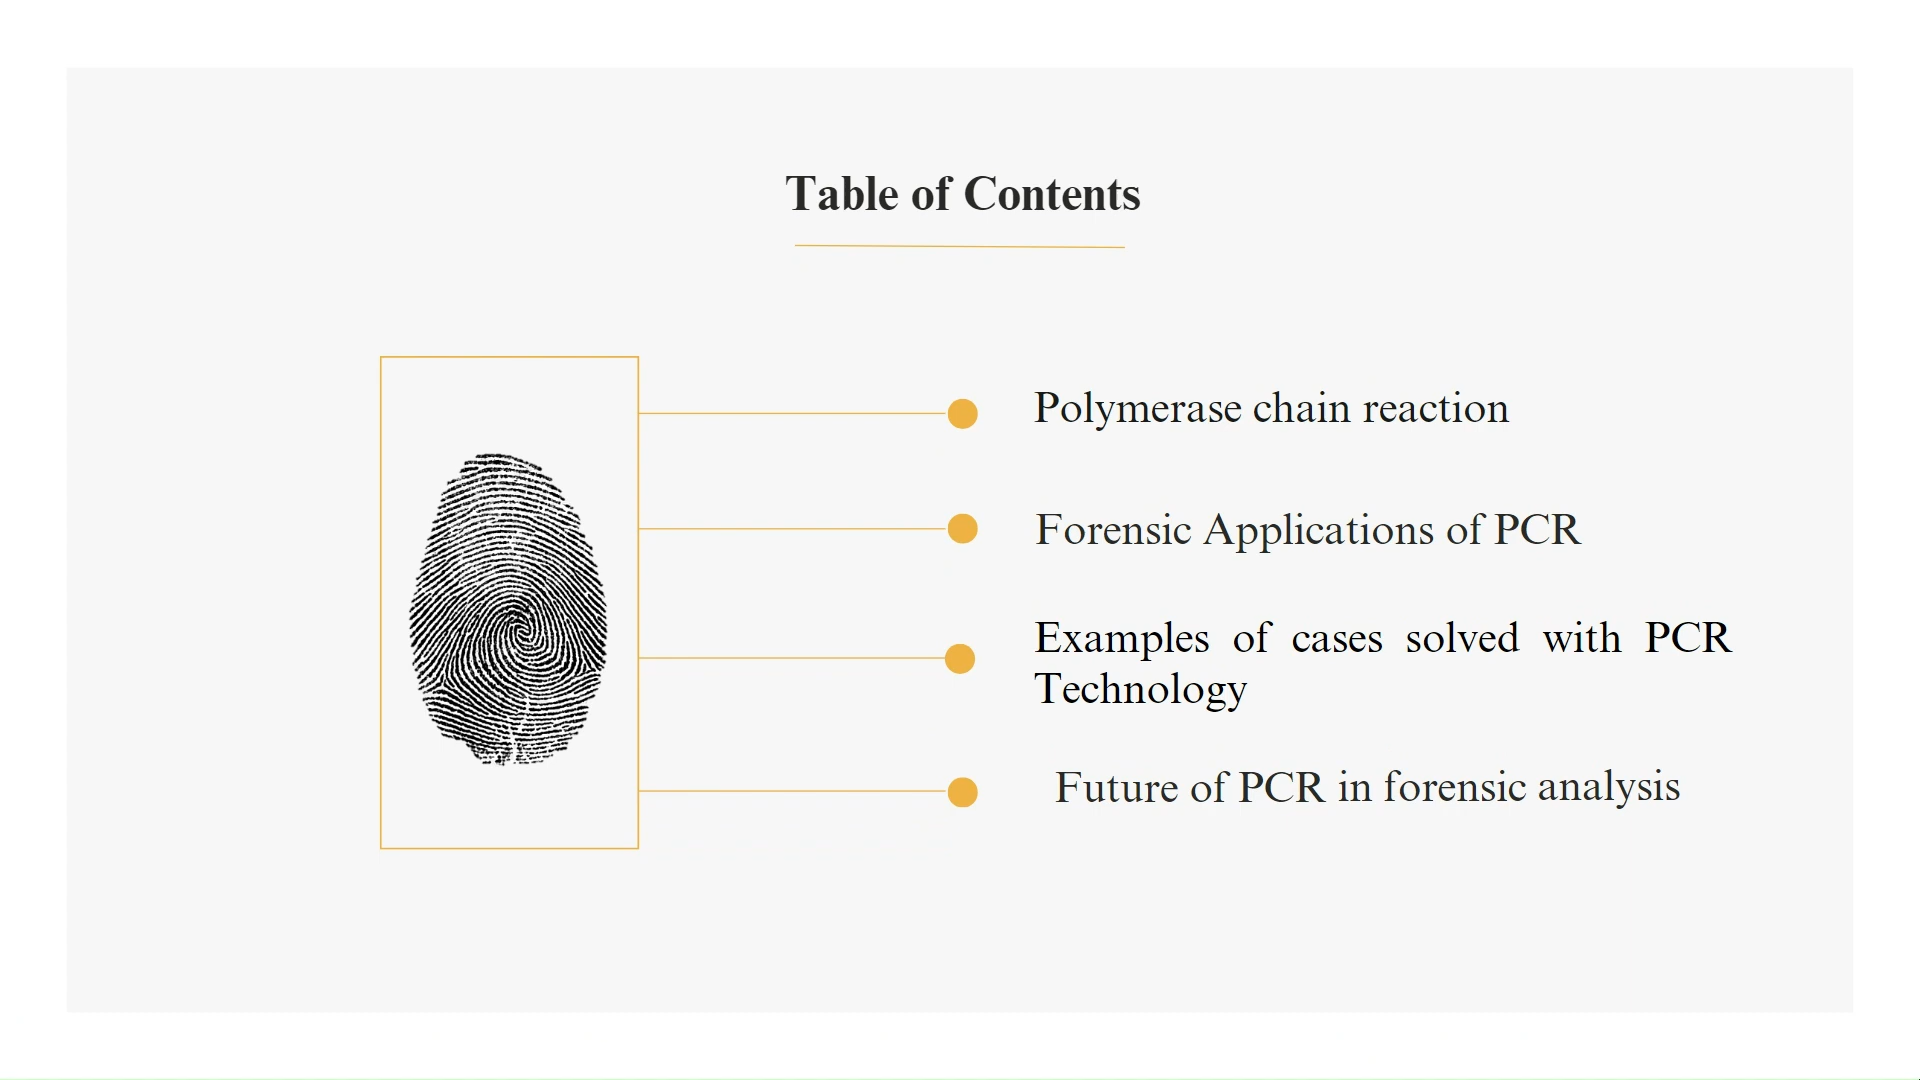 Table of Contents
Polymerase chain reaction
Forensic Applications of PCR
Examples of cases solved with PCR
Technology
Future of PCR in forensic analysis